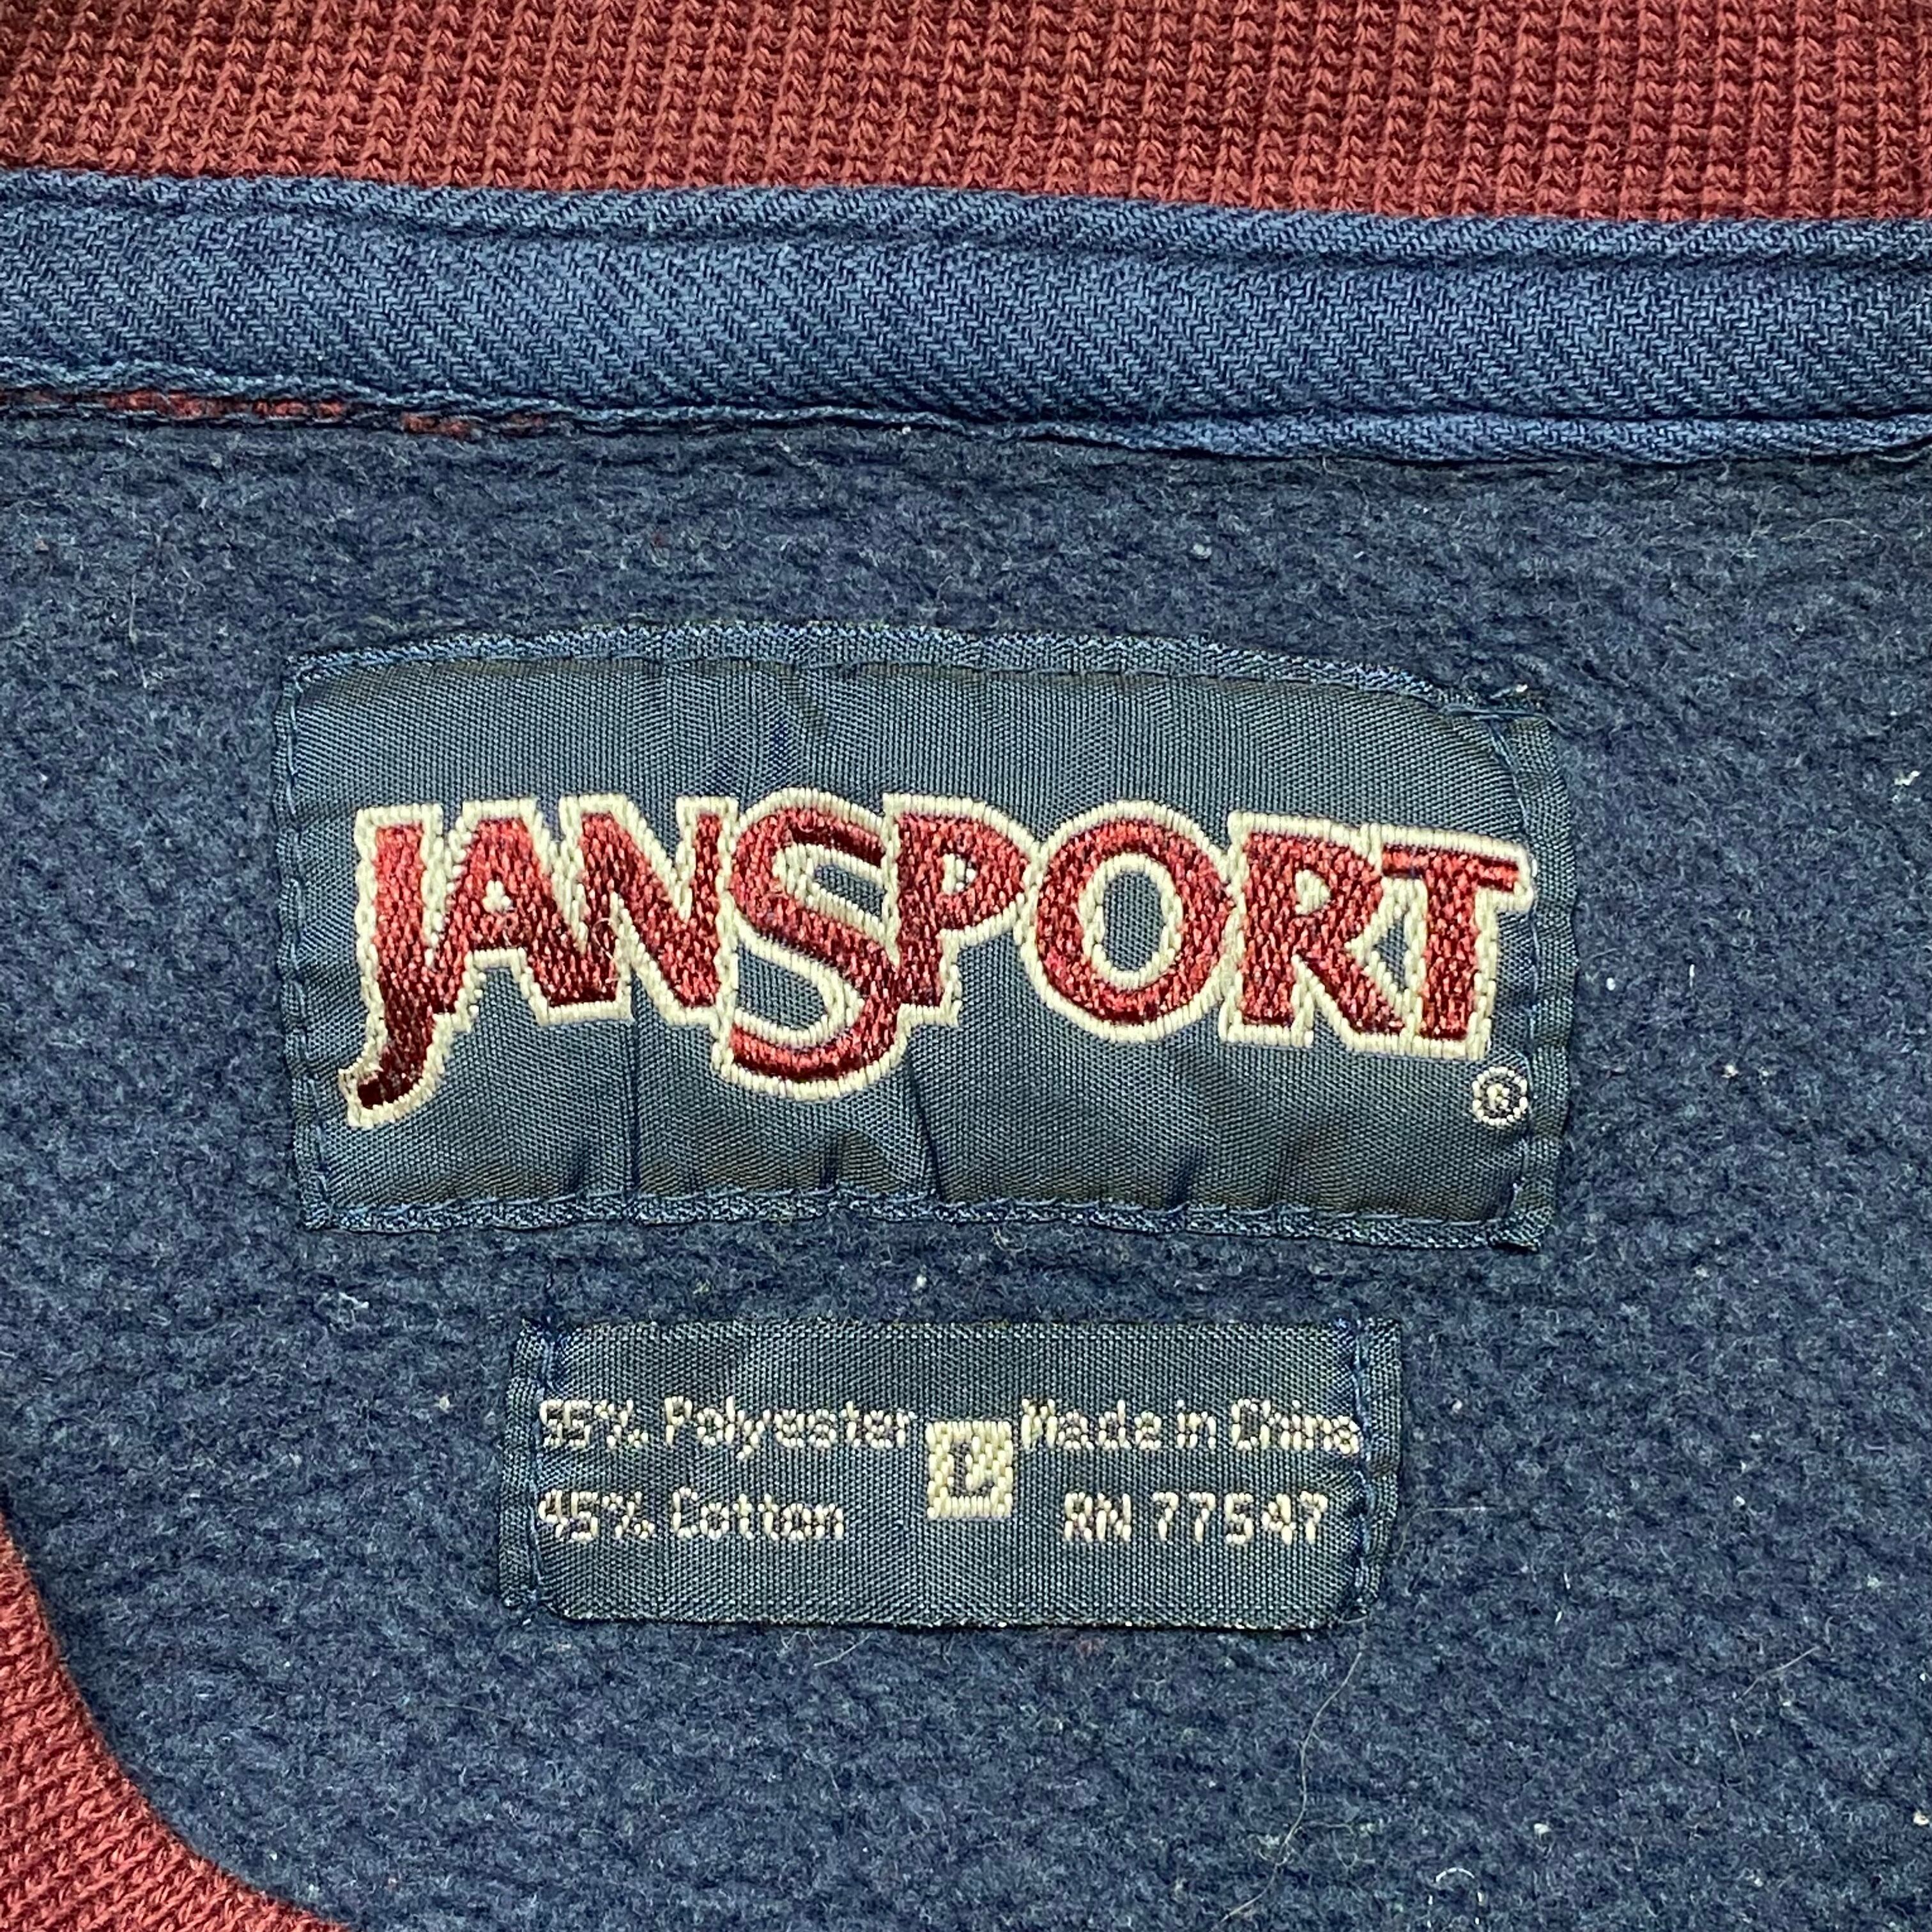 JANSPORT
®
55% Polyester L Made in China
45% Cotton RN 77547